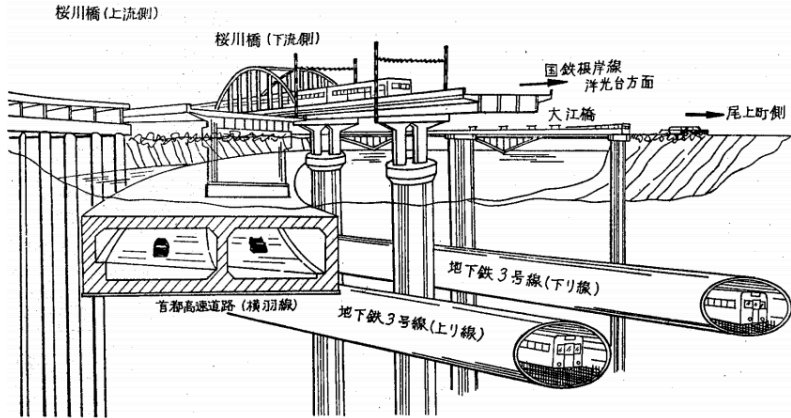 桜川橋(上流側)
桜川橋(下流側)
国鉄根岸線
洋光台方面
大江橋
尾上町側
地下鉄3号線(下り線)
首都高速道路(横羽線)
地下鉄3号線(上り線)